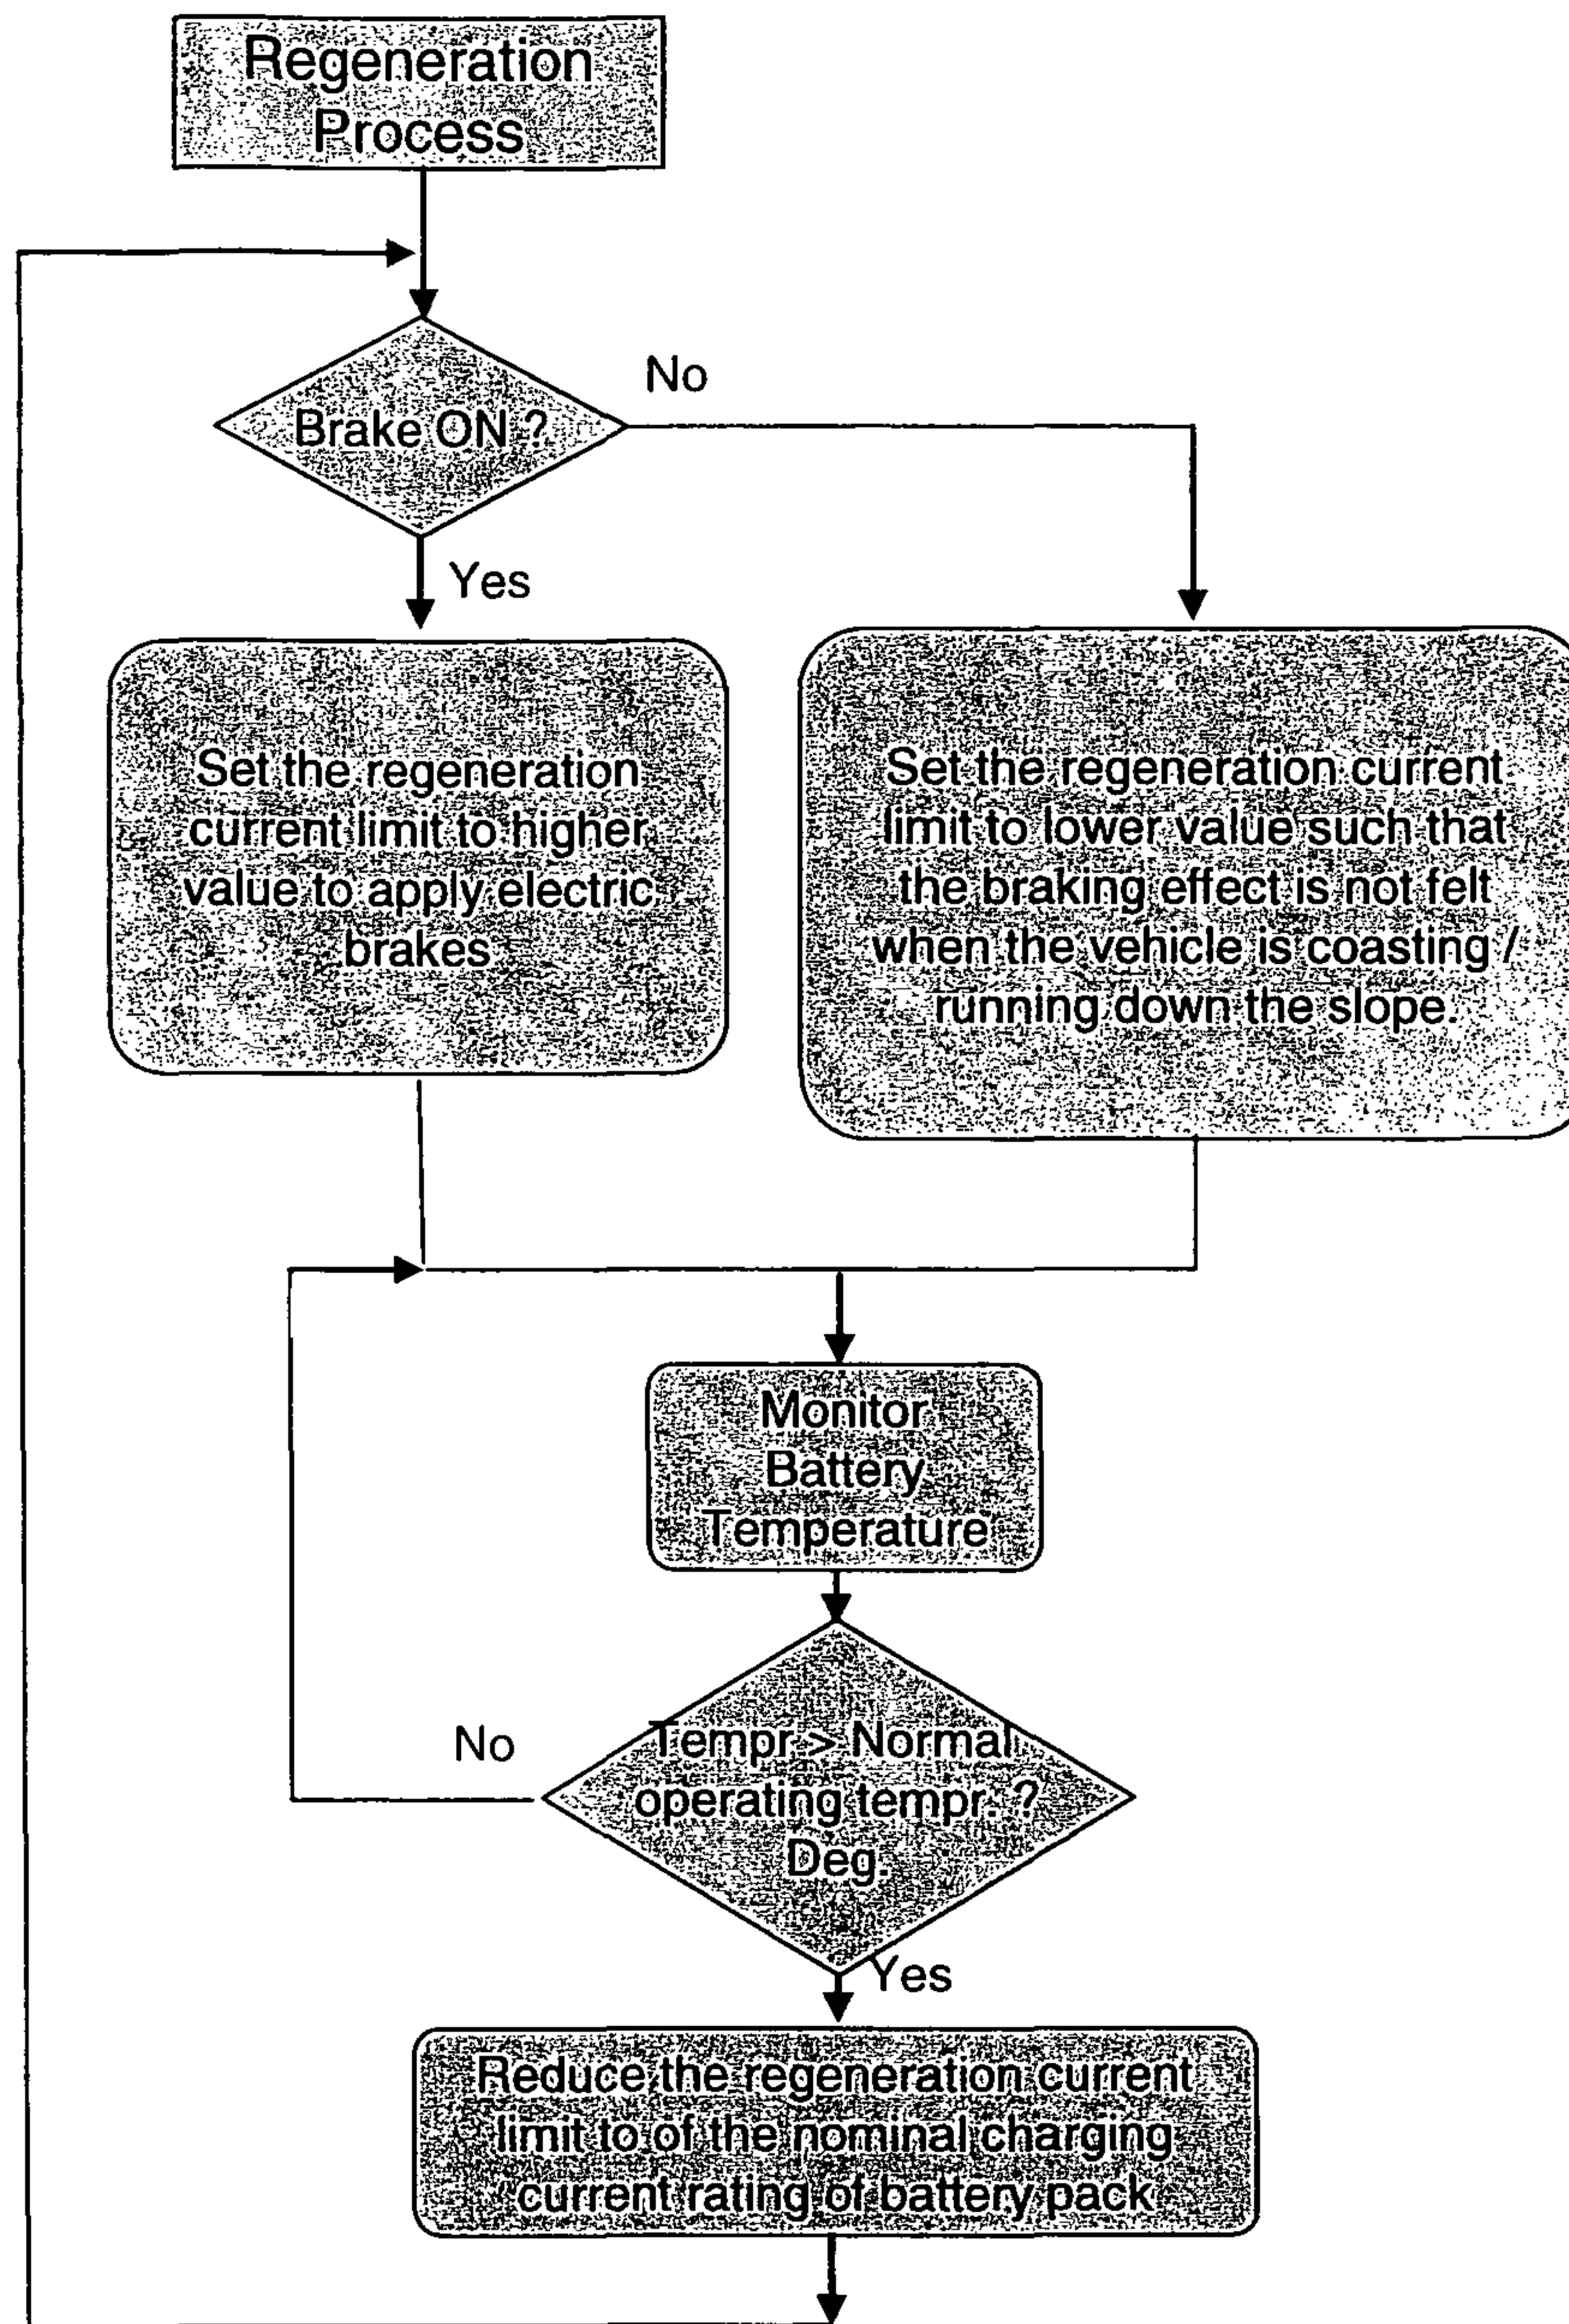 Regeneration
Process
Brake ON ?
No
Yes
Set the regeneration
current limit to higher
value to apply electric
brakes
Set the regeneration current
limit to lower value such that
the braking effect is not felt
when the vehicle is coasting /
running down the slope.
Monitor
Battery
Temperature
Tempr > Normal
operating tempr. ?
Deg.
No
Yes
Reduce the regeneration current
limit to of the nominal charging
current rating of battery pack